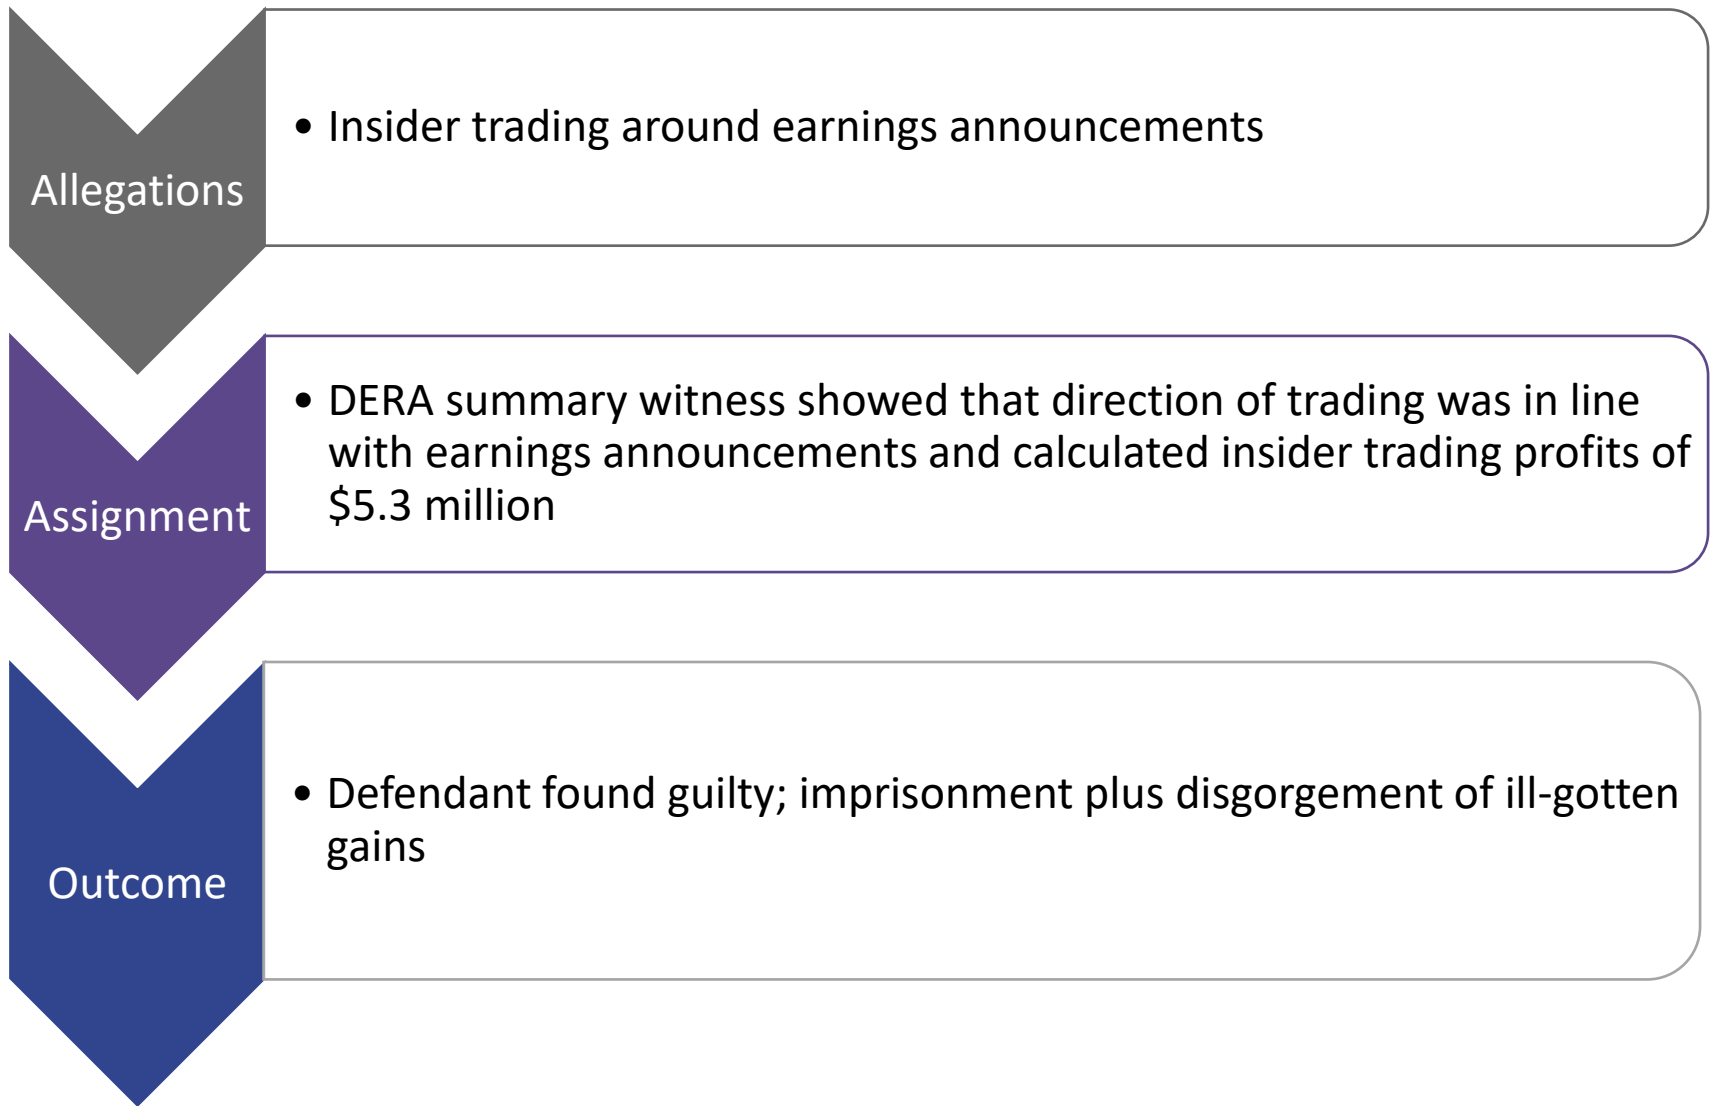 Allegations
• Insider trading around earnings announcements
Assignment
• DERA summary witness showed that direction of trading was in line
with earnings announcements and calculated insider trading profits of
$5.3 million
Outcome
• Defendant found guilty; imprisonment plus disgorgement of ill-gotten
gains